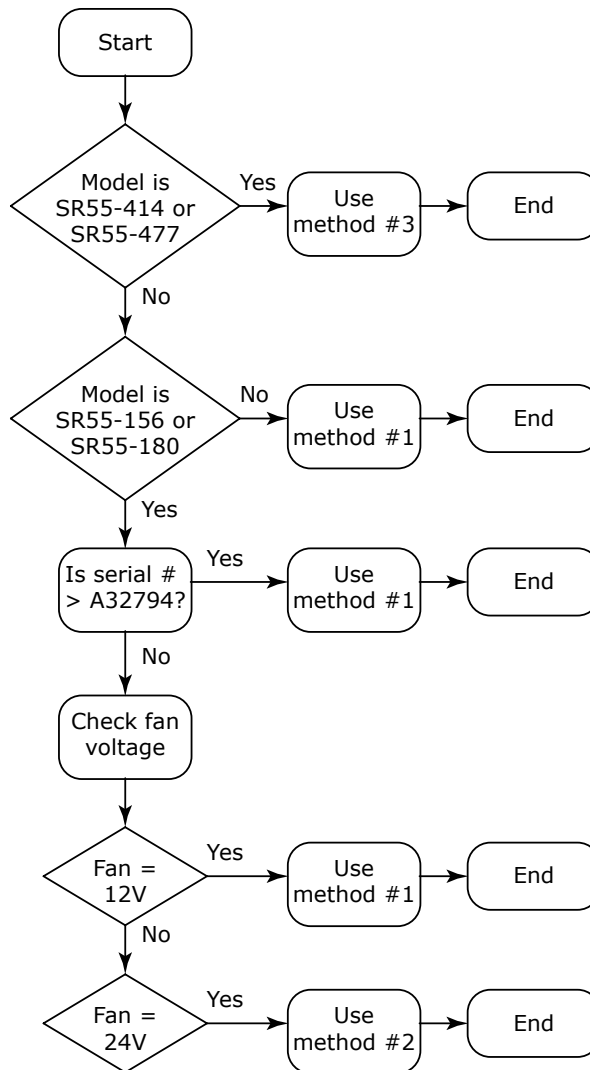 Start
Model is
SR55-414 or
SR55-477
Yes
Use
method #3
End
No
Model is
SR55-156 or
SR55-180
No
Use
method #1
End
Yes
Is serial #
> A32794?
Yes
Use
method #1
End
No
Check fan
voltage
Fan =
12V
Yes
Use
method #1
End
No
Fan =
24V
Yes
Use
method #2
End